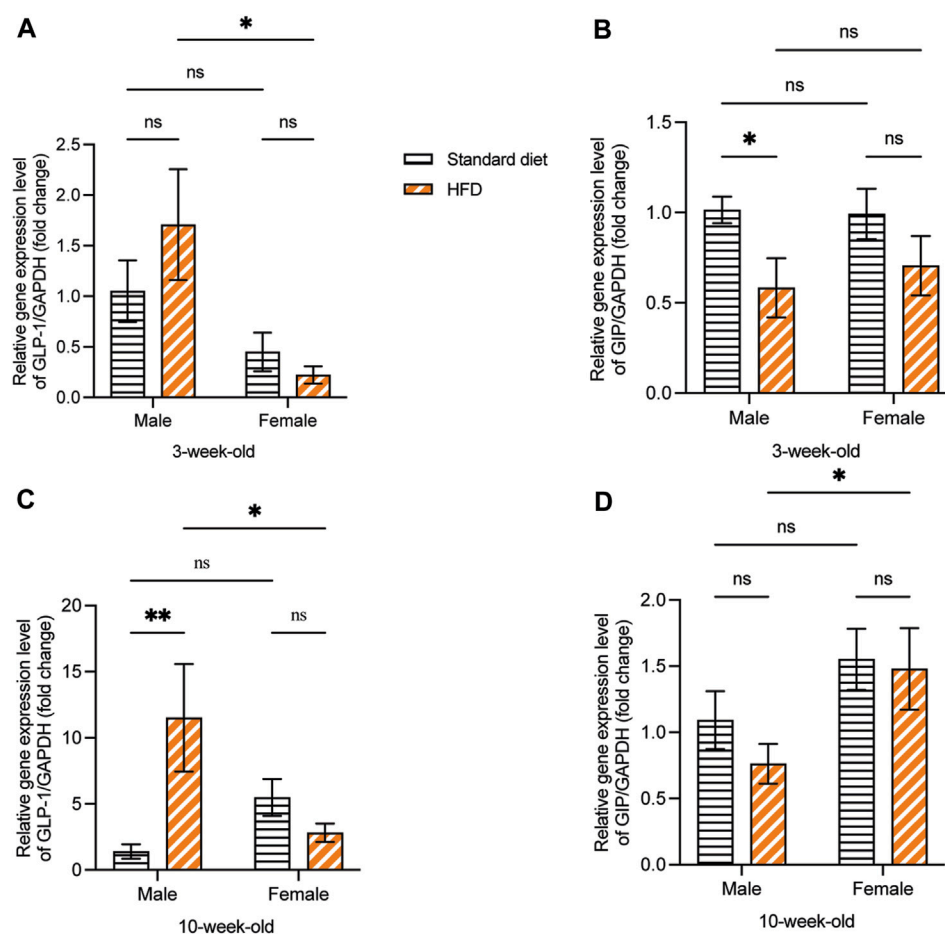 A
*
ns
ns
ns
2.5
2.0
1.5
1.0
0.5
0.0
Relative gene expression level
of GLP-1/GAPDH (fold change)
Male
Female
3-week-old
Standard diet
HFD
B
ns
ns
*
ns
1.5
1.0
0.5
0.0
Relative gene expression level
of GIP/GAPDH (fold change)
Male
Female
3-week-old
C
*
ns
**
ns
20
15
10
5
0
Relative gene expression level
of GLP-1/GAPDH (fold change)
Male
Female
10-week-old
D
*
ns
ns
ns
2.0
1.5
1.0
0.5
0.0
Relative gene expression level
of GIP/GAPDH (fold change)
Male
Female
10-week-old